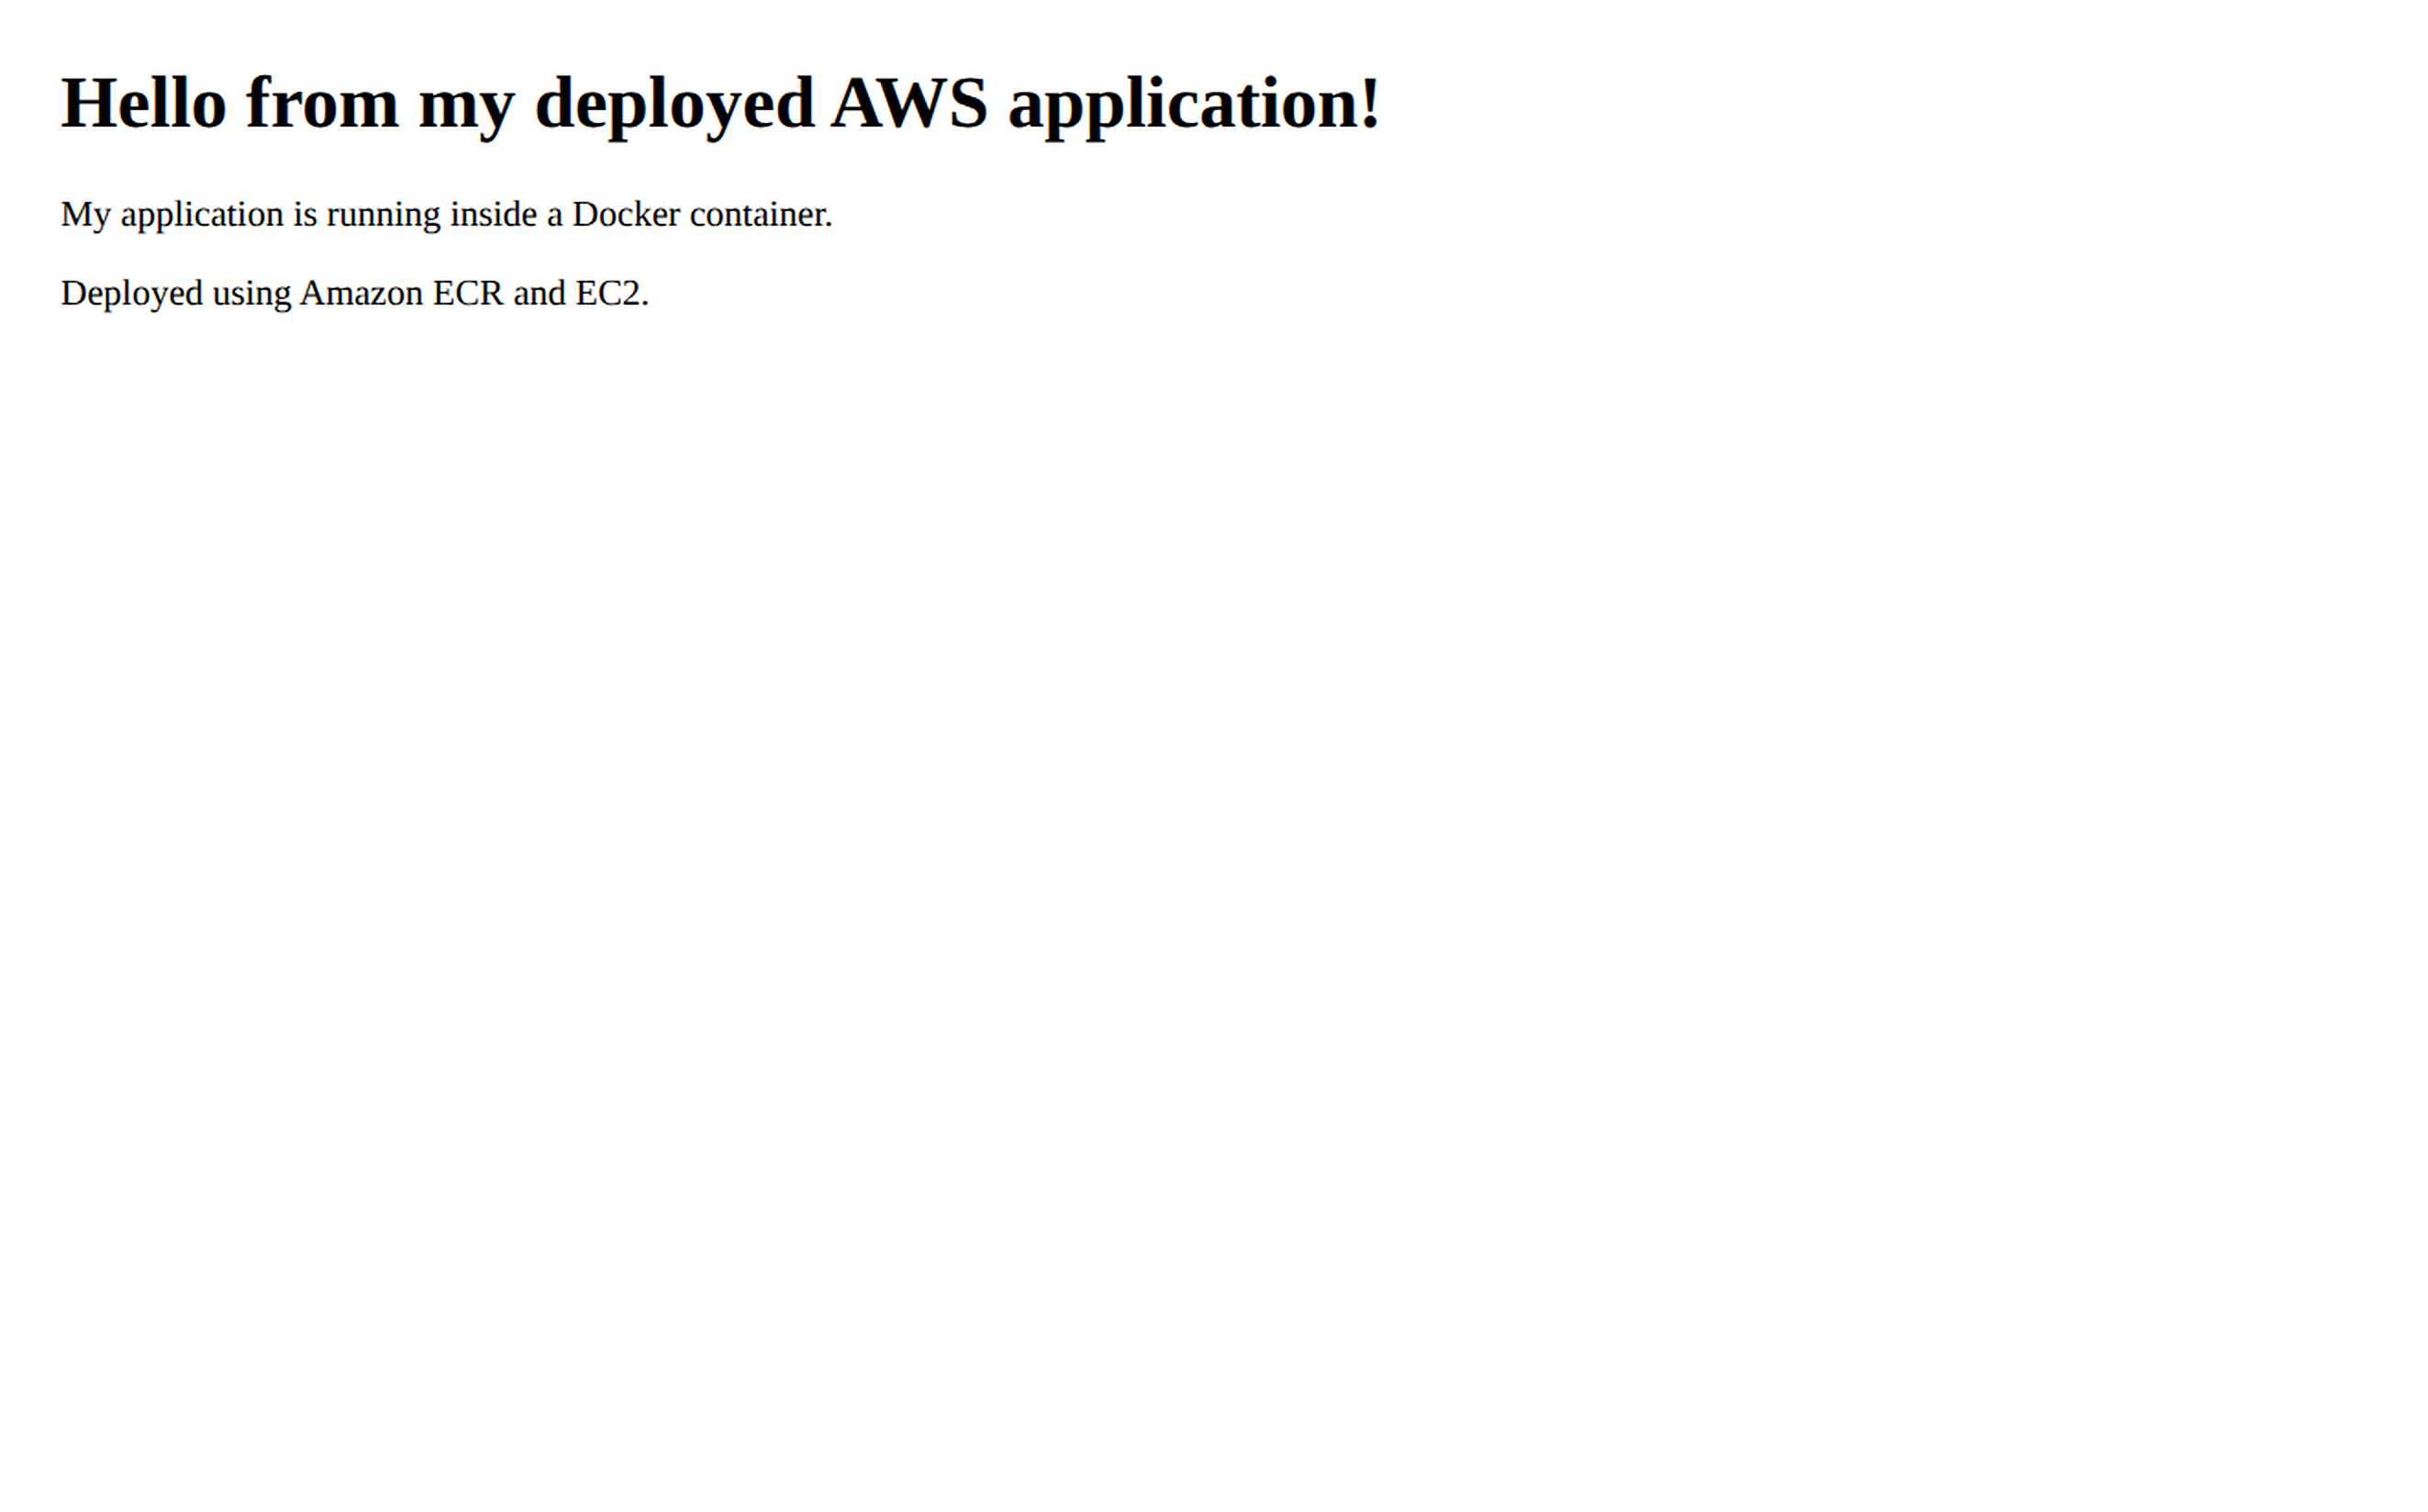 Hello from my deployed AWS application!
My application is running inside a Docker container.
Deployed using Amazon ECR and EC2.